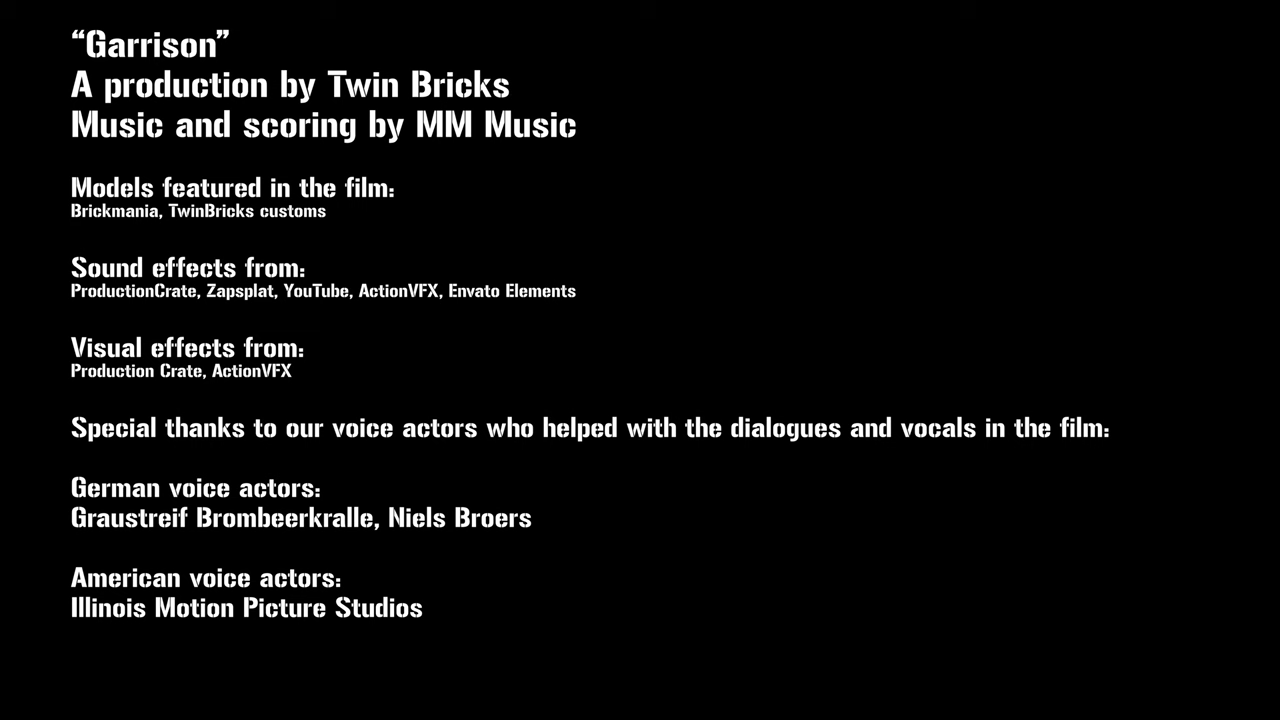 “Garrison”
A production by Twin Bricks
Music and scoring by MM Music
Models featured in the film:
Brickmania, TwinBricks customs
Sound effects from:
ProductionCrate, Zapsplat, YouTube, ActionVFX, Envato Elements
Visual effects from:
Production Crate, ActionVFX
Special thanks to our voice actors who helped with the dialogues and vocals in the film:
German voice actors:
Graustreif Brombeerkralle, Niels Broers
American voice actors:
Illinois Motion Picture Studios